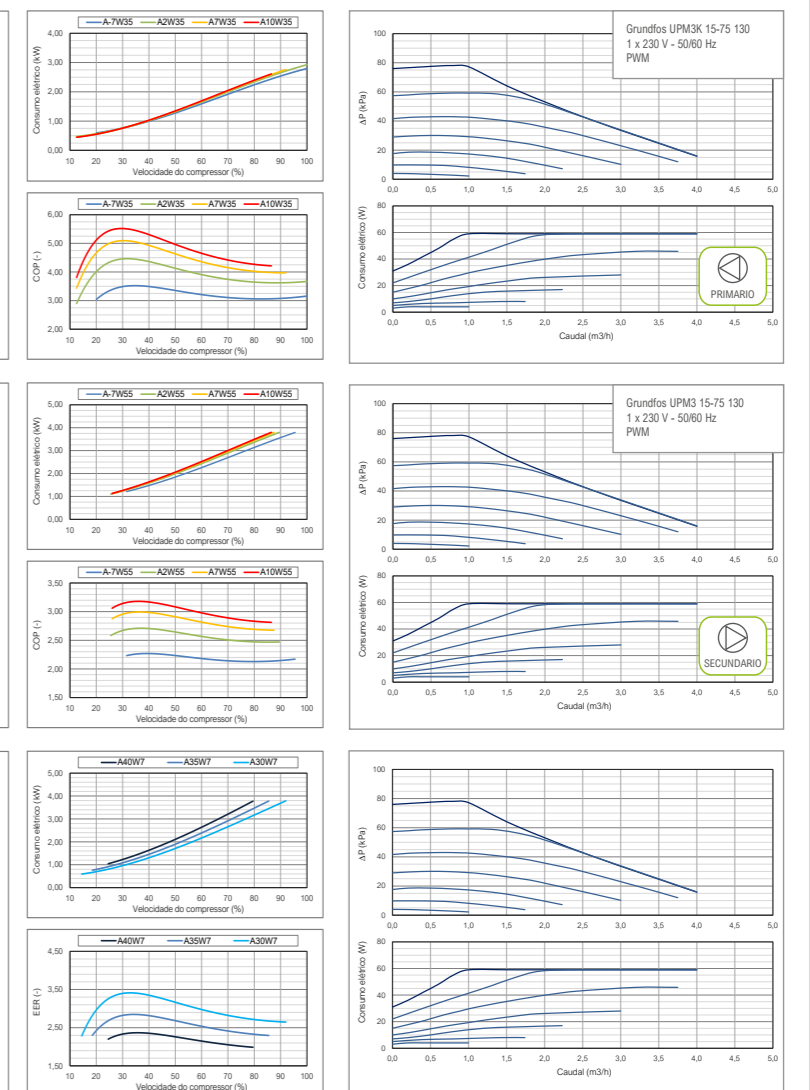 A-7W35 A2W35 A7W35 A10W35
4,00
3,00
2,00
1,00
0,00
Consumo elétrico (kW)
10 20 30 40 50 60 70 80 90 100
Velocidade do compressor (%)
A-7W35 A2W35 A7W35 A10W35
6,00
5,00
4,00
3,00
2,00
COP (-)
10 20 30 40 50 60 70 80 90 100
Velocidade do compressor (%)
Grundfos UPM3K 15-75 130
1 x 230 V - 50/60 Hz
PWM
100
80
60
40
20
0
ΔP (kPa)
0,0 0,5 1,0 1,5 2,0 2,5 3,0 3,5 4,0 4,5 5,0
80
60
40
20
0
Consumo elétrico (W)
PRIMARIO
0,0 0,5 1,0 1,5 2,0 2,5 3,0 3,5 4,0 4,5 5,0
Caudal (m3/h)
A-7W55 A2W55 A7W55 A10W55
5,00
4,00
3,00
2,00
1,00
0,00
Consumo elétrico (kW)
10 20 30 40 50 60 70 80 90 100
Velocidade do compressor (%)
A-7W55 A2W55 A7W55 A10W55
3,50
3,00
2,50
2,00
1,50
COP (-)
10 20 30 40 50 60 70 80 90 100
Velocidade do compressor (%)
Grundfos UPM3 15-75 130
1 x 230 V - 50/60 Hz
PWM
100
80
60
40
20
0
ΔP (kPa)
0,0 0,5 1,0 1,5 2,0 2,5 3,0 3,5 4,0 4,5 5,0
80
60
40
20
0
Consumo elétrico (W)
SECUNDARIO
0,0 0,5 1,0 1,5 2,0 2,5 3,0 3,5 4,0 4,5 5,0
Caudal (m3/h)
A40W7 A35W7 A30W7
5,00
4,00
3,00
2,00
1,00
0,00
Consumo elétrico (kW)
10 20 30 40 50 60 70 80 90 100
Velocidade do compressor (%)
A40W7 A35W7 A30W7
4,50
3,50
2,50
1,50
EER (-)
10 20 30 40 50 60 70 80 90 100
Velocidade do compressor (%)
100
80
60
40
20
0
ΔP (kPa)
0,0 0,5 1,0 1,5 2,0 2,5 3,0 3,5 4,0 4,5 5,0
80
60
40
20
0
Consumo elétrico (W)
0,0 0,5 1,0 1,5 2,0 2,5 3,0 3,5 4,0 4,5 5,0
Caudal (m3/h)